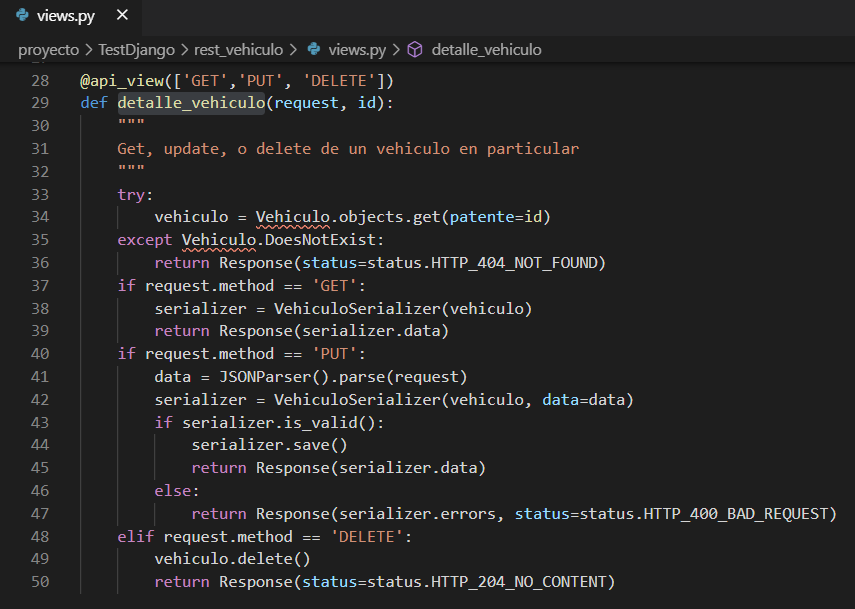 views.py
proyecto > TestDjango > rest_vehiculo > views.py > detalle_vehiculo
28 @api_view(['GET','PUT', 'DELETE'])
29 def detalle_vehiculo(request, id):
30     """
31     Get, update, o delete de un vehiculo en particular
32     """
33     try:
34         vehiculo = Vehiculo.objects.get(patente=id)
35     except Vehiculo.DoesNotExist:
36         return Response(status=status.HTTP_404_NOT_FOUND)
37     if request.method == 'GET':
38         serializer = VehiculoSerializer(vehiculo)
39         return Response(serializer.data)
40     if request.method == 'PUT':
41         data = JSONParser().parse(request)
42         serializer = VehiculoSerializer(vehiculo, data=data)
43         if serializer.is_valid():
44             serializer.save()
45             return Response(serializer.data)
46         else:
47             return Response(serializer.errors, status=status.HTTP_400_BAD_REQUEST)
48     elif request.method == 'DELETE':
49         vehiculo.delete()
50         return Response(status=status.HTTP_204_NO_CONTENT)